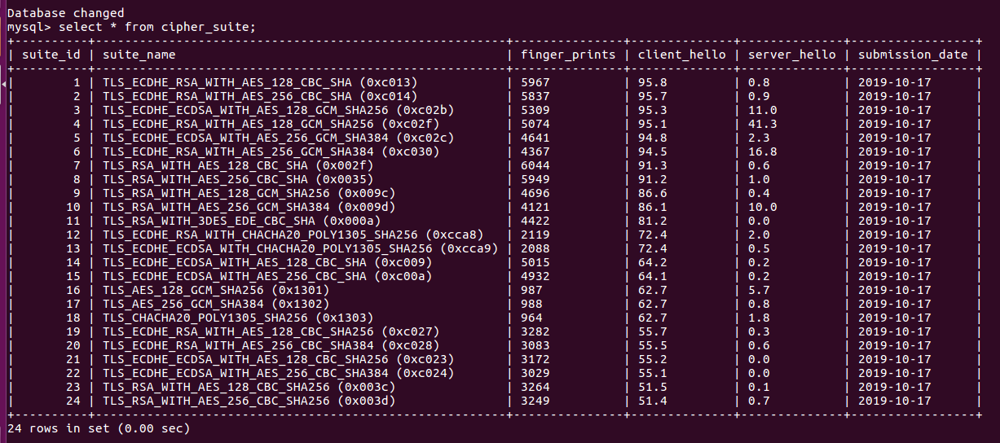 Database changed
mysql> select * from cipher_suite;
+----------+----------------------------------------------------------+---------------+--------------+--------------+-----------------+
| suite_id | suite_name                                               | finger_prints | client_hello | server_hello | submission_date |
+----------+----------------------------------------------------------+---------------+--------------+--------------+-----------------+
|        1 | TLS_ECDHE_RSA_WITH_AES_128_CBC_SHA (0xc013)              | 5967          | 95.8         | 0.8          | 2019-10-17      |
|        2 | TLS_ECDHE_RSA_WITH_AES_256_CBC_SHA (0xc014)              | 5837          | 95.7         | 0.9          | 2019-10-17      |
|        3 | TLS_ECDHE_ECDSA_WITH_AES_128_GCM_SHA256 (0xc02b)         | 5309          | 95.3         | 11.0         | 2019-10-17      |
|        4 | TLS_ECDHE_RSA_WITH_AES_128_GCM_SHA256 (0xc02f)           | 5074          | 95.1         | 41.3         | 2019-10-17      |
|        5 | TLS_ECDHE_ECDSA_WITH_AES_256_GCM_SHA384 (0xc02c)         | 4641          | 94.8         | 2.3          | 2019-10-17      |
|        6 | TLS_ECDHE_RSA_WITH_AES_256_GCM_SHA384 (0xc030)           | 4367          | 94.5         | 16.8         | 2019-10-17      |
|        7 | TLS_RSA_WITH_AES_128_CBC_SHA (0x002f)                    | 6044          | 91.3         | 0.6          | 2019-10-17      |
|        8 | TLS_RSA_WITH_AES_256_CBC_SHA (0x0035)                    | 5949          | 91.2         | 1.0          | 2019-10-17      |
|        9 | TLS_RSA_WITH_AES_128_GCM_SHA256 (0x009c)                 | 4696          | 86.6         | 0.4          | 2019-10-17      |
|       10 | TLS_RSA_WITH_AES_256_GCM_SHA384 (0x009d)                 | 4121          | 86.1         | 10.0         | 2019-10-17      |
|       11 | TLS_RSA_WITH_3DES_EDE_CBC_SHA (0x000a)                   | 4422          | 81.2         | 0.0          | 2019-10-17      |
|       12 | TLS_ECDHE_RSA_WITH_CHACHA20_POLY1305_SHA256 (0xcca8)     | 2119          | 72.4         | 2.0          | 2019-10-17      |
|       13 | TLS_ECDHE_ECDSA_WITH_CHACHA20_POLY1305_SHA256 (0xcca9)   | 2088          | 72.4         | 0.5          | 2019-10-17      |
|       14 | TLS_ECDHE_ECDSA_WITH_AES_128_CBC_SHA (0xc009)            | 5015          | 64.2         | 0.2          | 2019-10-17      |
|       15 | TLS_ECDHE_ECDSA_WITH_AES_256_CBC_SHA (0xc00a)            | 4932          | 64.1         | 0.2          | 2019-10-17      |
|       16 | TLS_AES_128_GCM_SHA256 (0x1301)                          | 987           | 62.7         | 5.7          | 2019-10-17      |
|       17 | TLS_AES_256_GCM_SHA384 (0x1302)                          | 988           | 62.7         | 0.8          | 2019-10-17      |
|       18 | TLS_CHACHA20_POLY1305_SHA256 (0x1303)                    | 964           | 62.7         | 1.8          | 2019-10-17      |
|       19 | TLS_ECDHE_RSA_WITH_AES_128_CBC_SHA256 (0xc027)           | 3282          | 55.7         | 0.3          | 2019-10-17      |
|       20 | TLS_ECDHE_RSA_WITH_AES_256_CBC_SHA384 (0xc028)           | 3083          | 55.5         | 0.6          | 2019-10-17      |
|       21 | TLS_ECDHE_ECDSA_WITH_AES_128_CBC_SHA256 (0xc023)         | 3172          | 55.2         | 0.0          | 2019-10-17      |
|       22 | TLS_ECDHE_ECDSA_WITH_AES_256_CBC_SHA384 (0xc024)         | 3029          | 55.1         | 0.0          | 2019-10-17      |
|       23 | TLS_RSA_WITH_AES_128_CBC_SHA256 (0x003c)                 | 3264          | 51.5         | 0.1          | 2019-10-17      |
|       24 | TLS_RSA_WITH_AES_256_CBC_SHA256 (0x003d)                 | 3249          | 51.4         | 0.7          | 2019-10-17      |
+----------+----------------------------------------------------------+---------------+--------------+--------------+-----------------+
24 rows in set (0.00 sec)